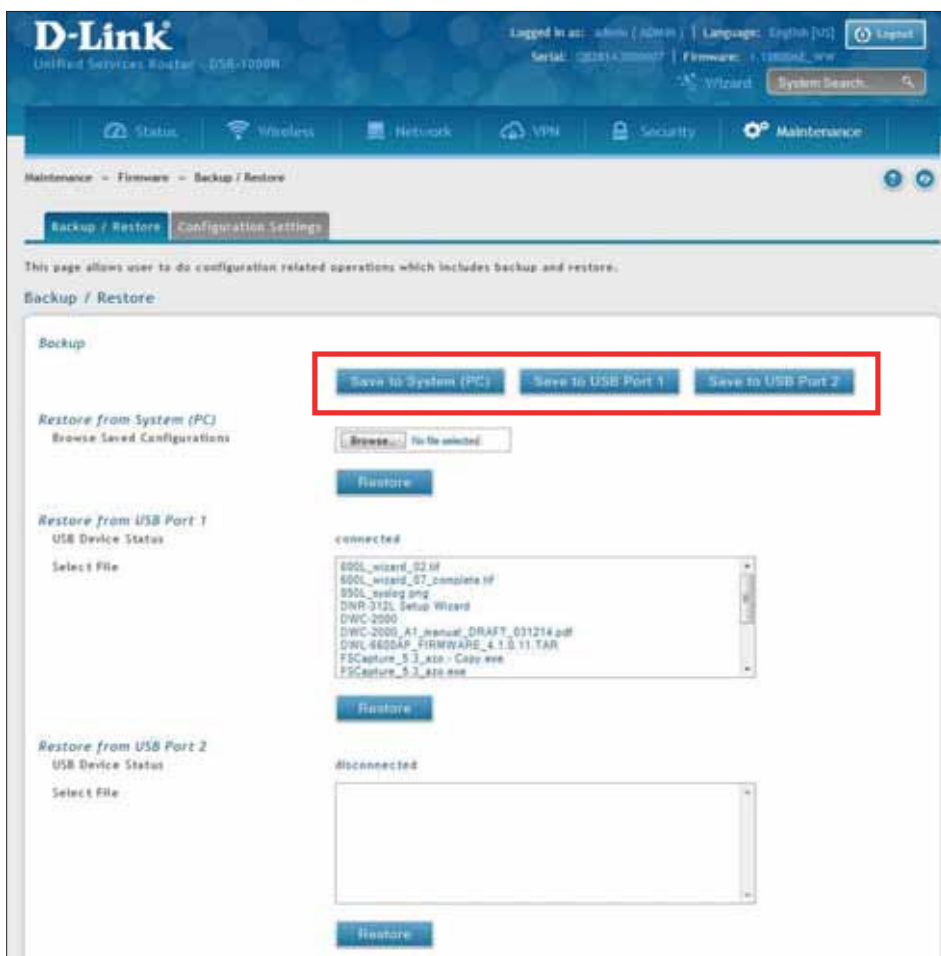 D-Link
Logged in as: admin ( ADMIN ) | Language: English [US]
Logout
Unified Services Router - DSR-1000N
Serial: | Firmware:
Wizard
System Search...
Status
Wireless
Network
VPN
Security
Maintenance
Maintenance » Firmware » Backup / Restore
Backup / Restore
Configuration Settings
This page allows user to do configuration related operations which includes backup and restore.
Backup / Restore
Backup
Save to System (PC)
Save to USB Port 1
Save to USB Port 2
Restore from System (PC)
Browse Saved Configurations
Browse... No file selected.
Restore
Restore from USB Port 1
USB Device Status
connected
Select File
600L_wizard_02.tif
600L_wizard_07_complete.tif
850L_syslog.png
DNR-312L Setup Wizard
DWC-2000
DWC-2000_A1_manual_DRAFT_031214.pdf
DWL-6600AP_FIRMWARE_4.1.0.11.TAR
FSCapture_5.3_azo - Copy.exe
FSCapture_5.3_azo.exe
Restore
Restore from USB Port 2
USB Device Status
disconnected
Select File
Restore